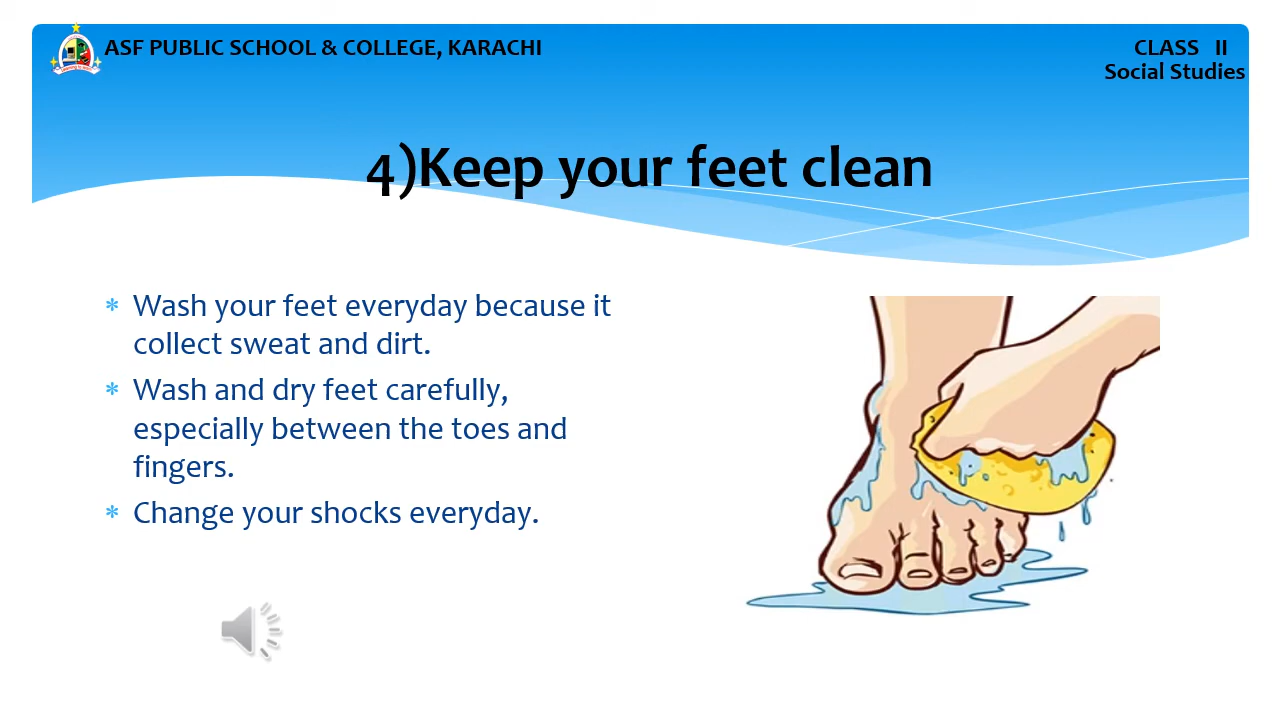 ASF PUBLIC SCHOOL & COLLEGE, KARACHI
CLASS II
Social Studies
4)Keep your feet clean
* Wash your feet everyday because it
collect sweat and dirt.
* Wash and dry feet carefully,
especially between the toes and
fingers.
* Change your shocks everyday.